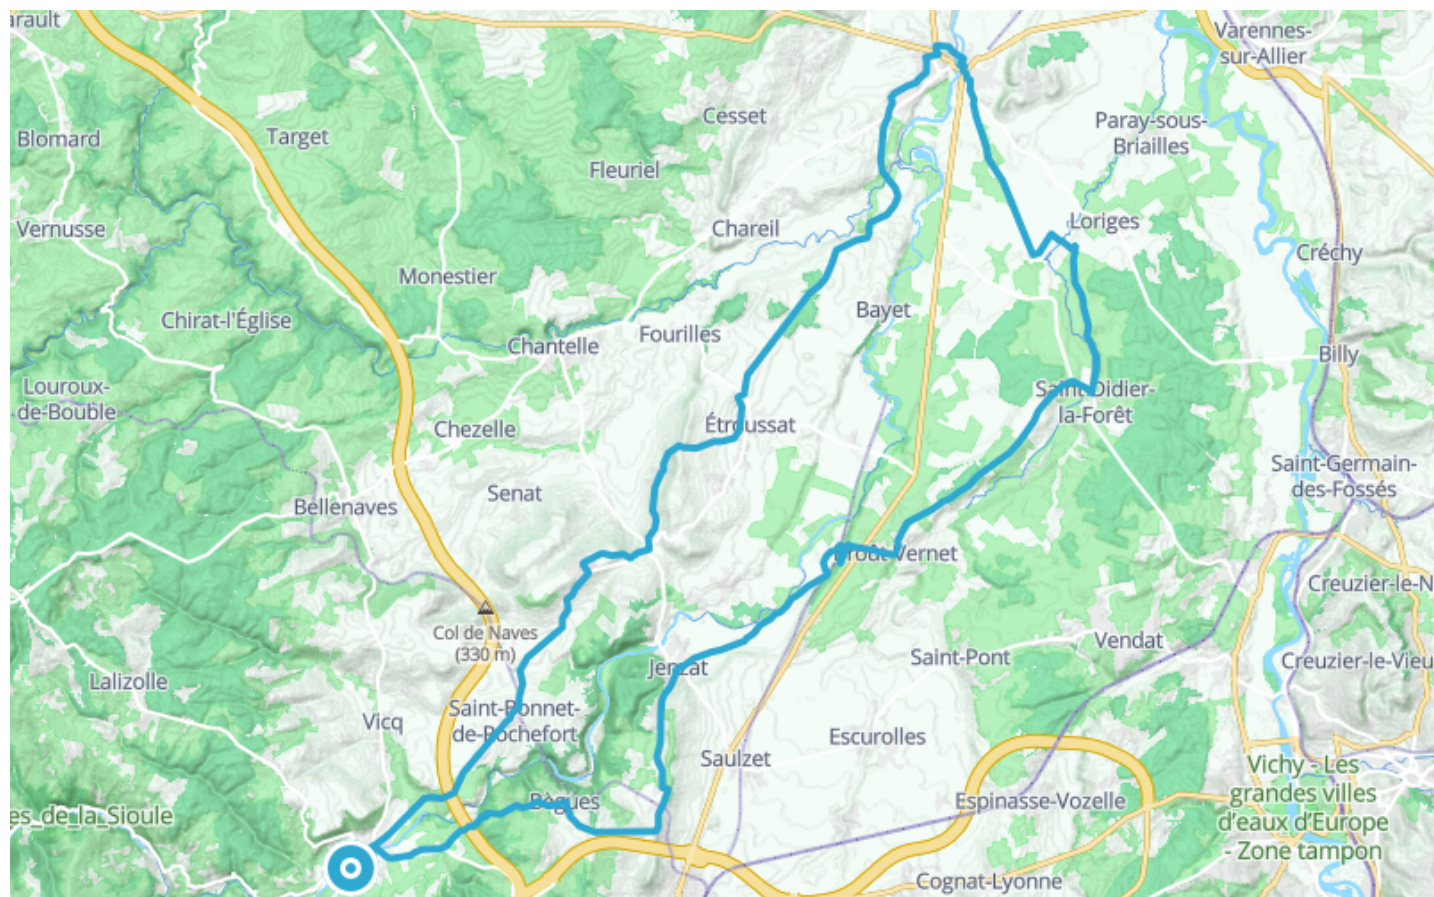 arault
Varennes-
sur-Allier
Cesset
Paray-sous-
Briailles
Blomard
Target
Fleuriel
Vernusse
Chareil
Loriges
Créchy
Monestier
Bayet
Chirat-l'Église
Fourilles
Chantelle
Billy
Louroux-
de-Bouble
Saint-Didier-
la-Forêt
Étroussat
Chezelle
Saint-Germain-
des-Fossés
Senat
Bellenaves
Broût-Vernet
Creuzier-le-N
Col de Naves
(330 m)
Vendat
Saint-Pont
Creuzier-le-Vieu
Jenzat
Lalizolle
Saint-Bonnet-
de-Rochefort
Vicq
Escurolles
Saulzet
Vichy - Les
grandes villes
d’eaux d’Europe
- Zone tampon
Bègues
Espinasse-Vozelle
es_de_la_Sioule
Cognat-Lyonne